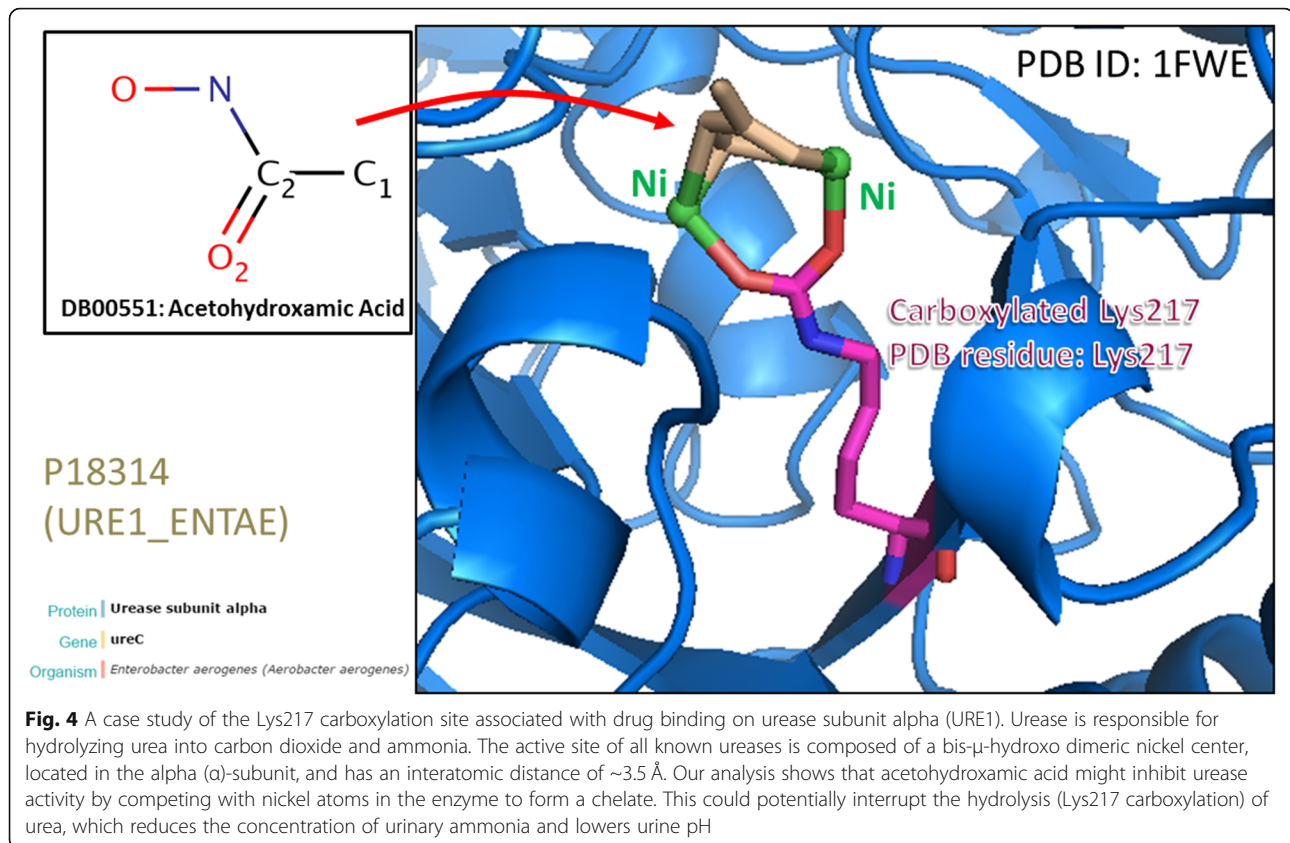 PDB ID: 1FWE
O
N
C2
C1
O2
DB00551: Acetohydroxamic Acid
Ni
Ni
Carboxylated Lys217
PDB residue: Lys217
P18314
(URE1_ENTAE)
Protein Urease subunit alpha
Gene ureC
Organism Enterobacter aerogenes (Aerobacter aerogenes)
Fig. 4 A case study of the Lys217 carboxylation site associated with drug binding on urease subunit alpha (URE1). Urease is responsible for
hydrolyzing urea into carbon dioxide and ammonia. The active site of all known ureases is composed of a bis-μ-hydroxo dimeric nickel center,
located in the alpha (α)-subunit, and has an interatomic distance of ~3.5 Å. Our analysis shows that acetohydroxamic acid might inhibit urease
activity by competing with nickel atoms in the enzyme to form a chelate. This could potentially interrupt the hydrolysis (Lys217 carboxylation) of
urea, which reduces the concentration of urinary ammonia and lowers urine pH